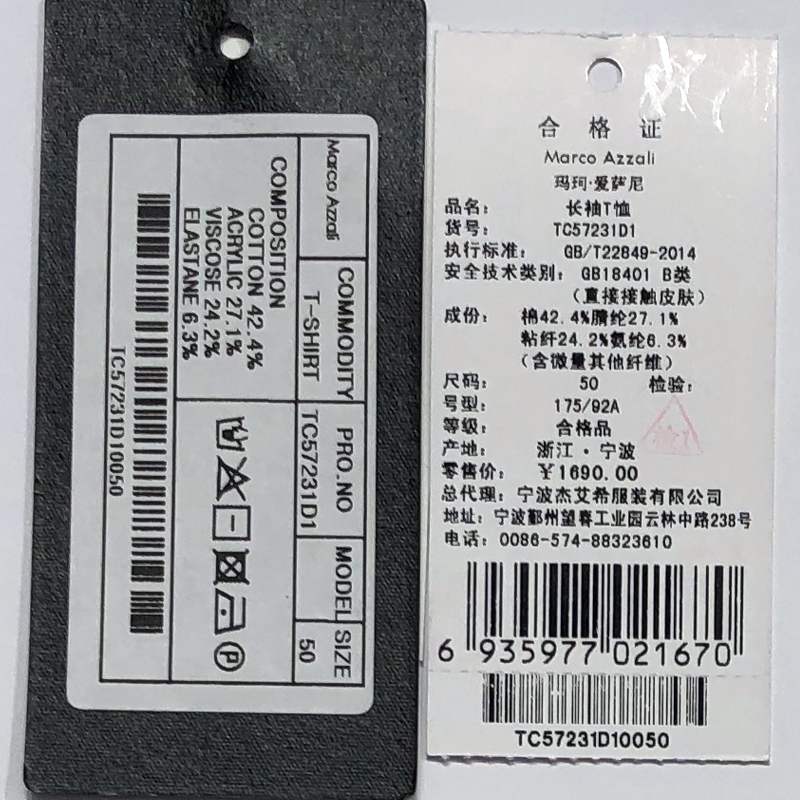 Marco Azzali
COMMODITY
T-SHIRT
PRO.NO
TC57231D1
MODEL
SIZE
50
COMPOSITION
COTTON 42.4%
ACRYLIC 27.1%
VISCOSE 24.2%
ELASTANE 6.3%
P
TC57231D10050
合格证
Marco Azzali
玛珂·爱萨尼
品名: 长袖T恤
货号: TC57231D1
执行标准: GB/T22849-2014
安全技术类别: GB18401 B类
(直接接触皮肤)
成份: 棉42.4%腈纶27.1%
粘纤24.2%氨纶6.3%
(含微量其他纤维)
尺码: 50 检验:
号型: 175/92A
等级: 合格品
产地: 浙江·宁波
零售价: ￥1690.00
总代理: 宁波杰艾希服装有限公司
地址: 宁波鄞州望春工业园云林中路238号
电话: 0086-574-88323610
6 935977 021670
TC57231D10050